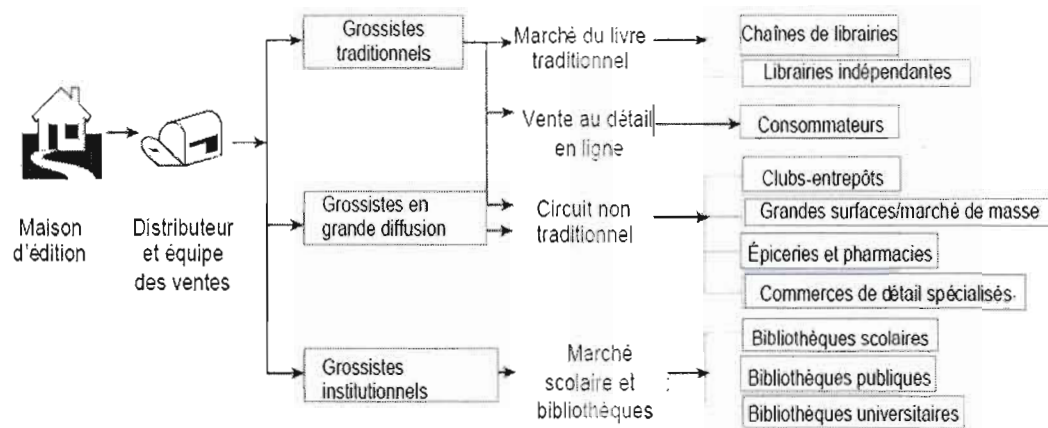 Maison
d'édition
Distributeur
et équipe
des ventes
Grossistes
traditionnels
Grossistes en
grande diffusion
Grossistes
institutionnels
Marché du livre
traditionnel
Vente au détail
en ligne
Circuit non
traditionnel
Marché
scolaire et
bibliothèques
Chaînes de librairies
Librairies indépendantes
Consommateurs
Clubs-entrepôts
Grandes surfaces/marché de masse
Épiceries et pharmacies
Commerces de détail spécialisés
Bibliothèques scolaires
Bibliothèques publiques
Bibliothèques universitaires